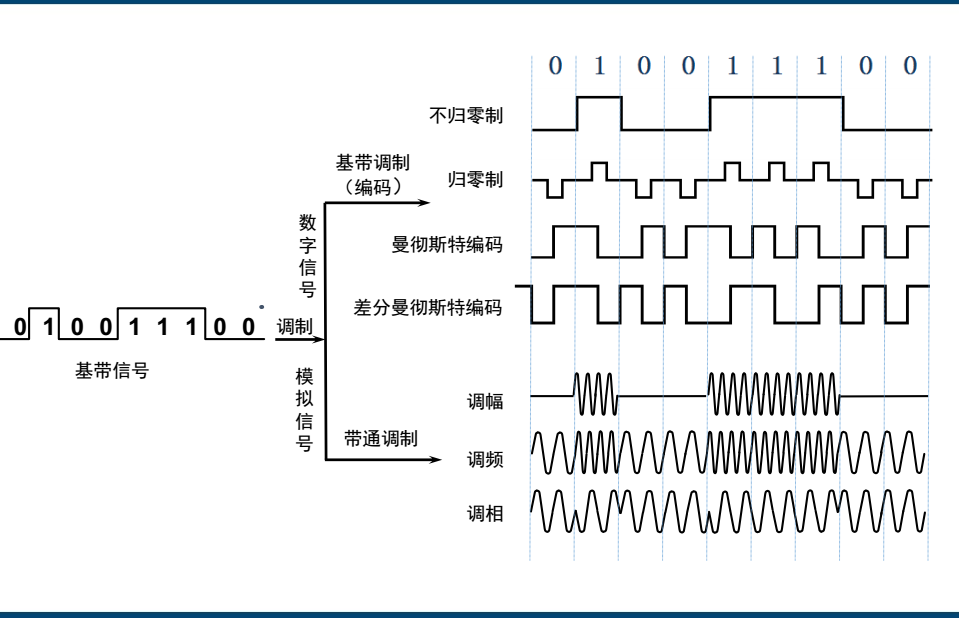 0 1 0 0 1 1 1 0 0
不归零制
基带调制
（编码）
归零制
数字信号
曼彻斯特编码
差分曼彻斯特编码
0 1 0 0 1 1 1 0 0
调制
基带信号
模拟信号
调幅
带通调制
调频
调相